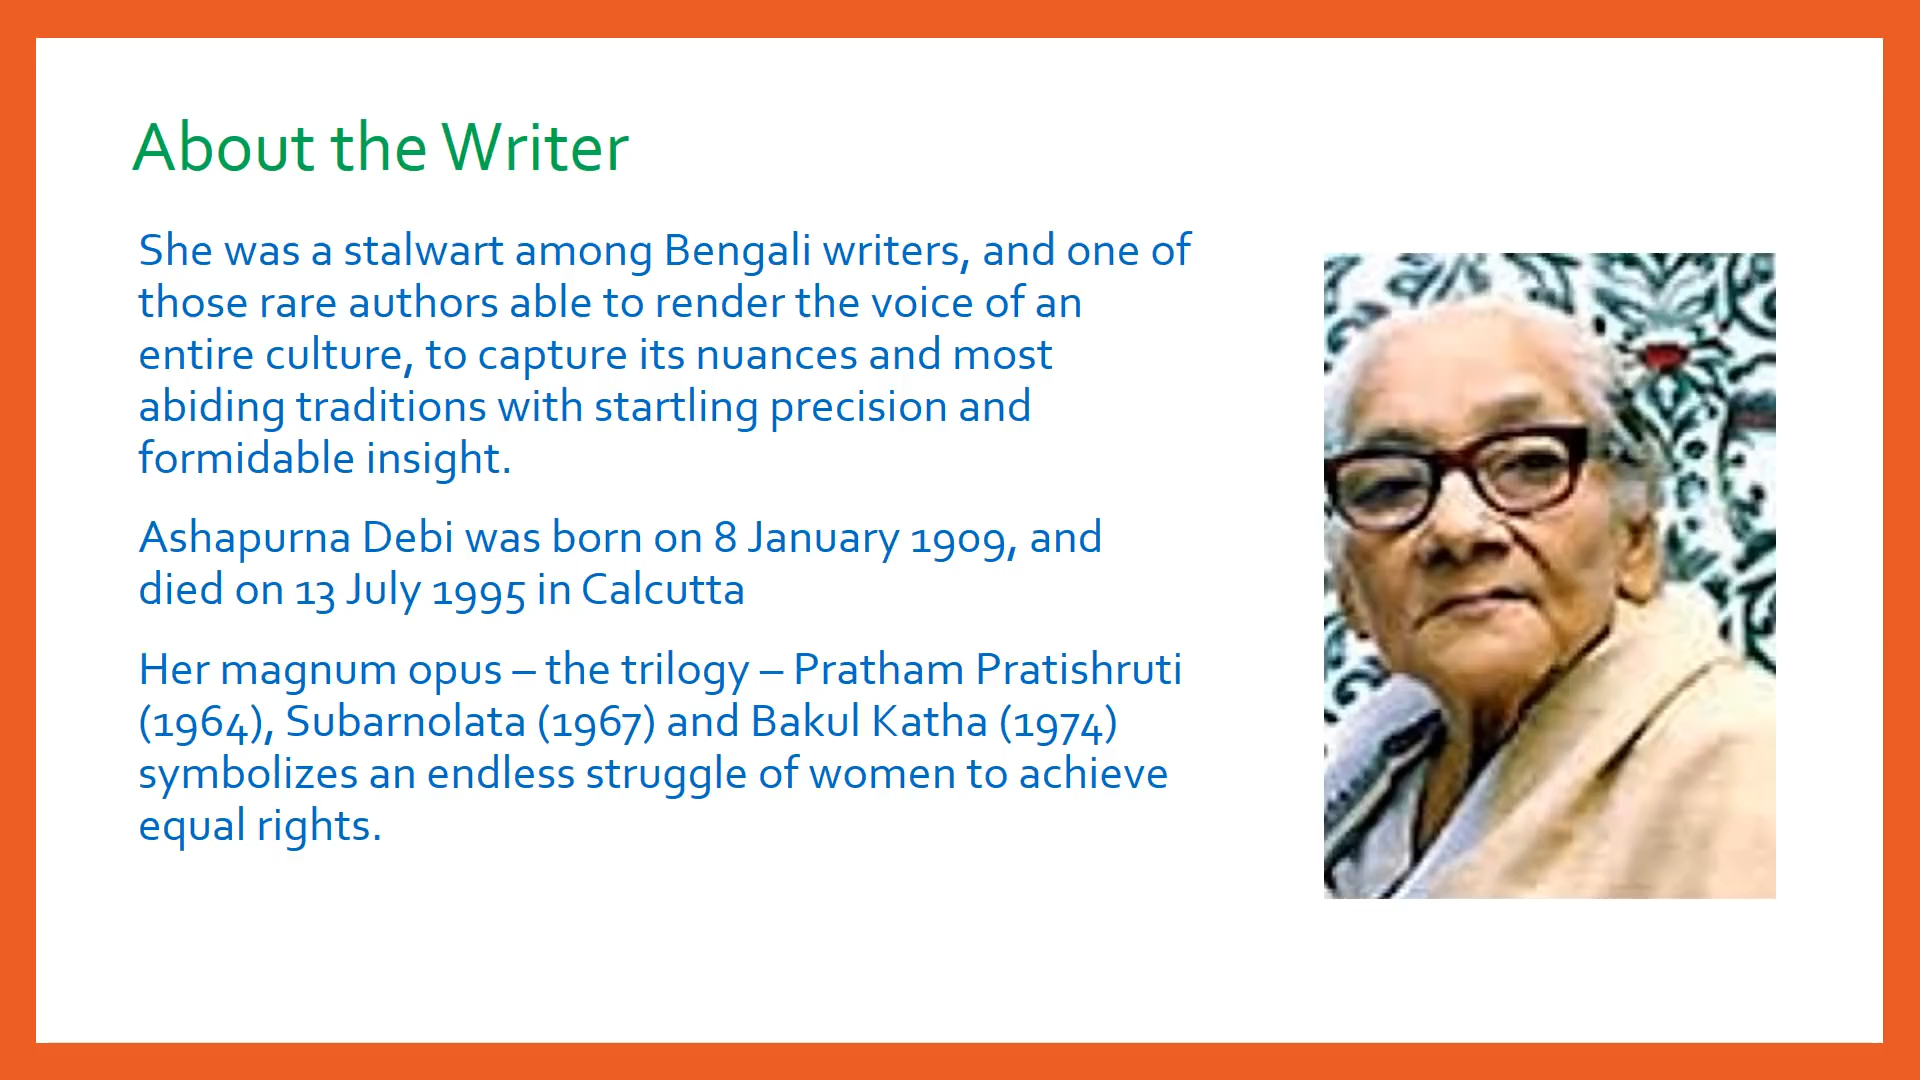 About the Writer
She was a stalwart among Bengali writers, and one of
those rare authors able to render the voice of an
entire culture, to capture its nuances and most
abiding traditions with startling precision and
formidable insight.
Ashapurna Debi was born on 8 January 1909, and
died on 13 July 1995 in Calcutta
Her magnum opus – the trilogy – Pratham Pratishruti
(1964), Subarnolata (1967) and Bakul Katha (1974)
symbolizes an endless struggle of women to achieve
equal rights.